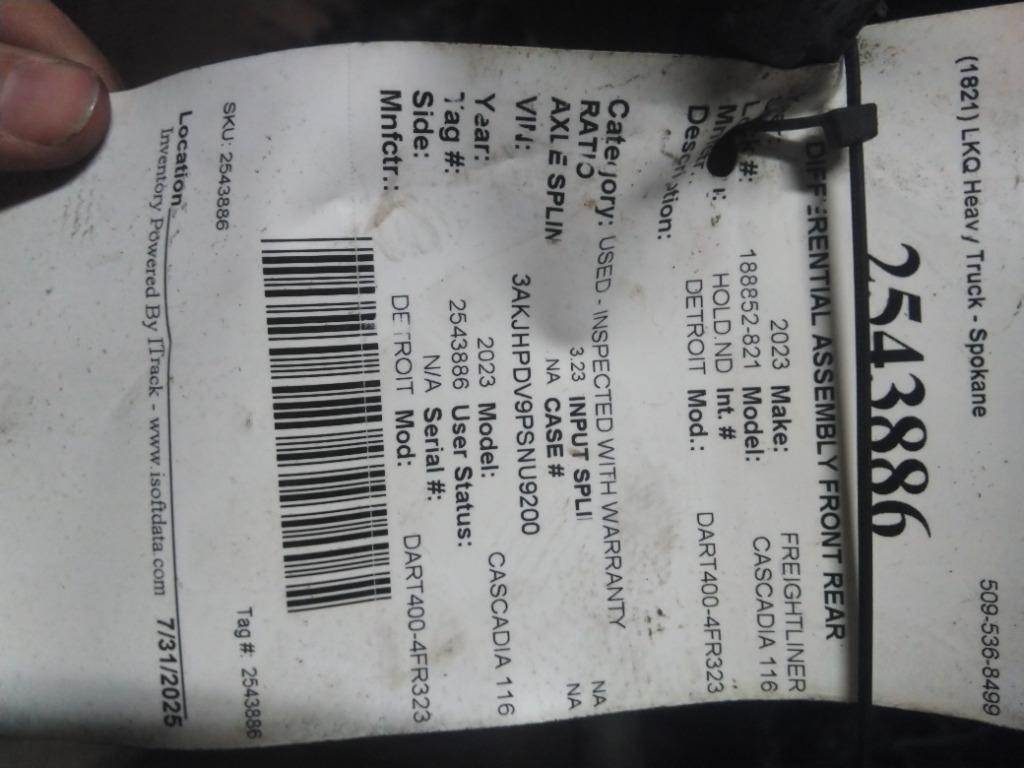 (1821) LKQ Heavy Truck - Spokane 509-536-8499
2543886
DIFFERENTIAL ASSEMBLY FRONT REAR
2023 Make: FREIGHTLINER
#: 188852-821 Model: CASCADIA 116
HOLD.ND Int. #
DETROIT Mod.: DART400-4FR323
Description:
Category: USED - INSPECTED WITH WARRANTY
RATIO 3.23 INPUT SPLI NA
AXLE SPLIN NA CASE # NA
VIN: 3AKJHPDV9PSNU9200
Year: 2023 Model: CASCADIA 116
Tag #: 2543886 User Status:
Side: N/A Serial #:
Mnfctr.: DETROIT Mod: DART400-4FR323
SKU: 2543886 Tag #: 2543886
Location
Inventory Powered By ITrack - www.isoftdata.com 7/31/2025